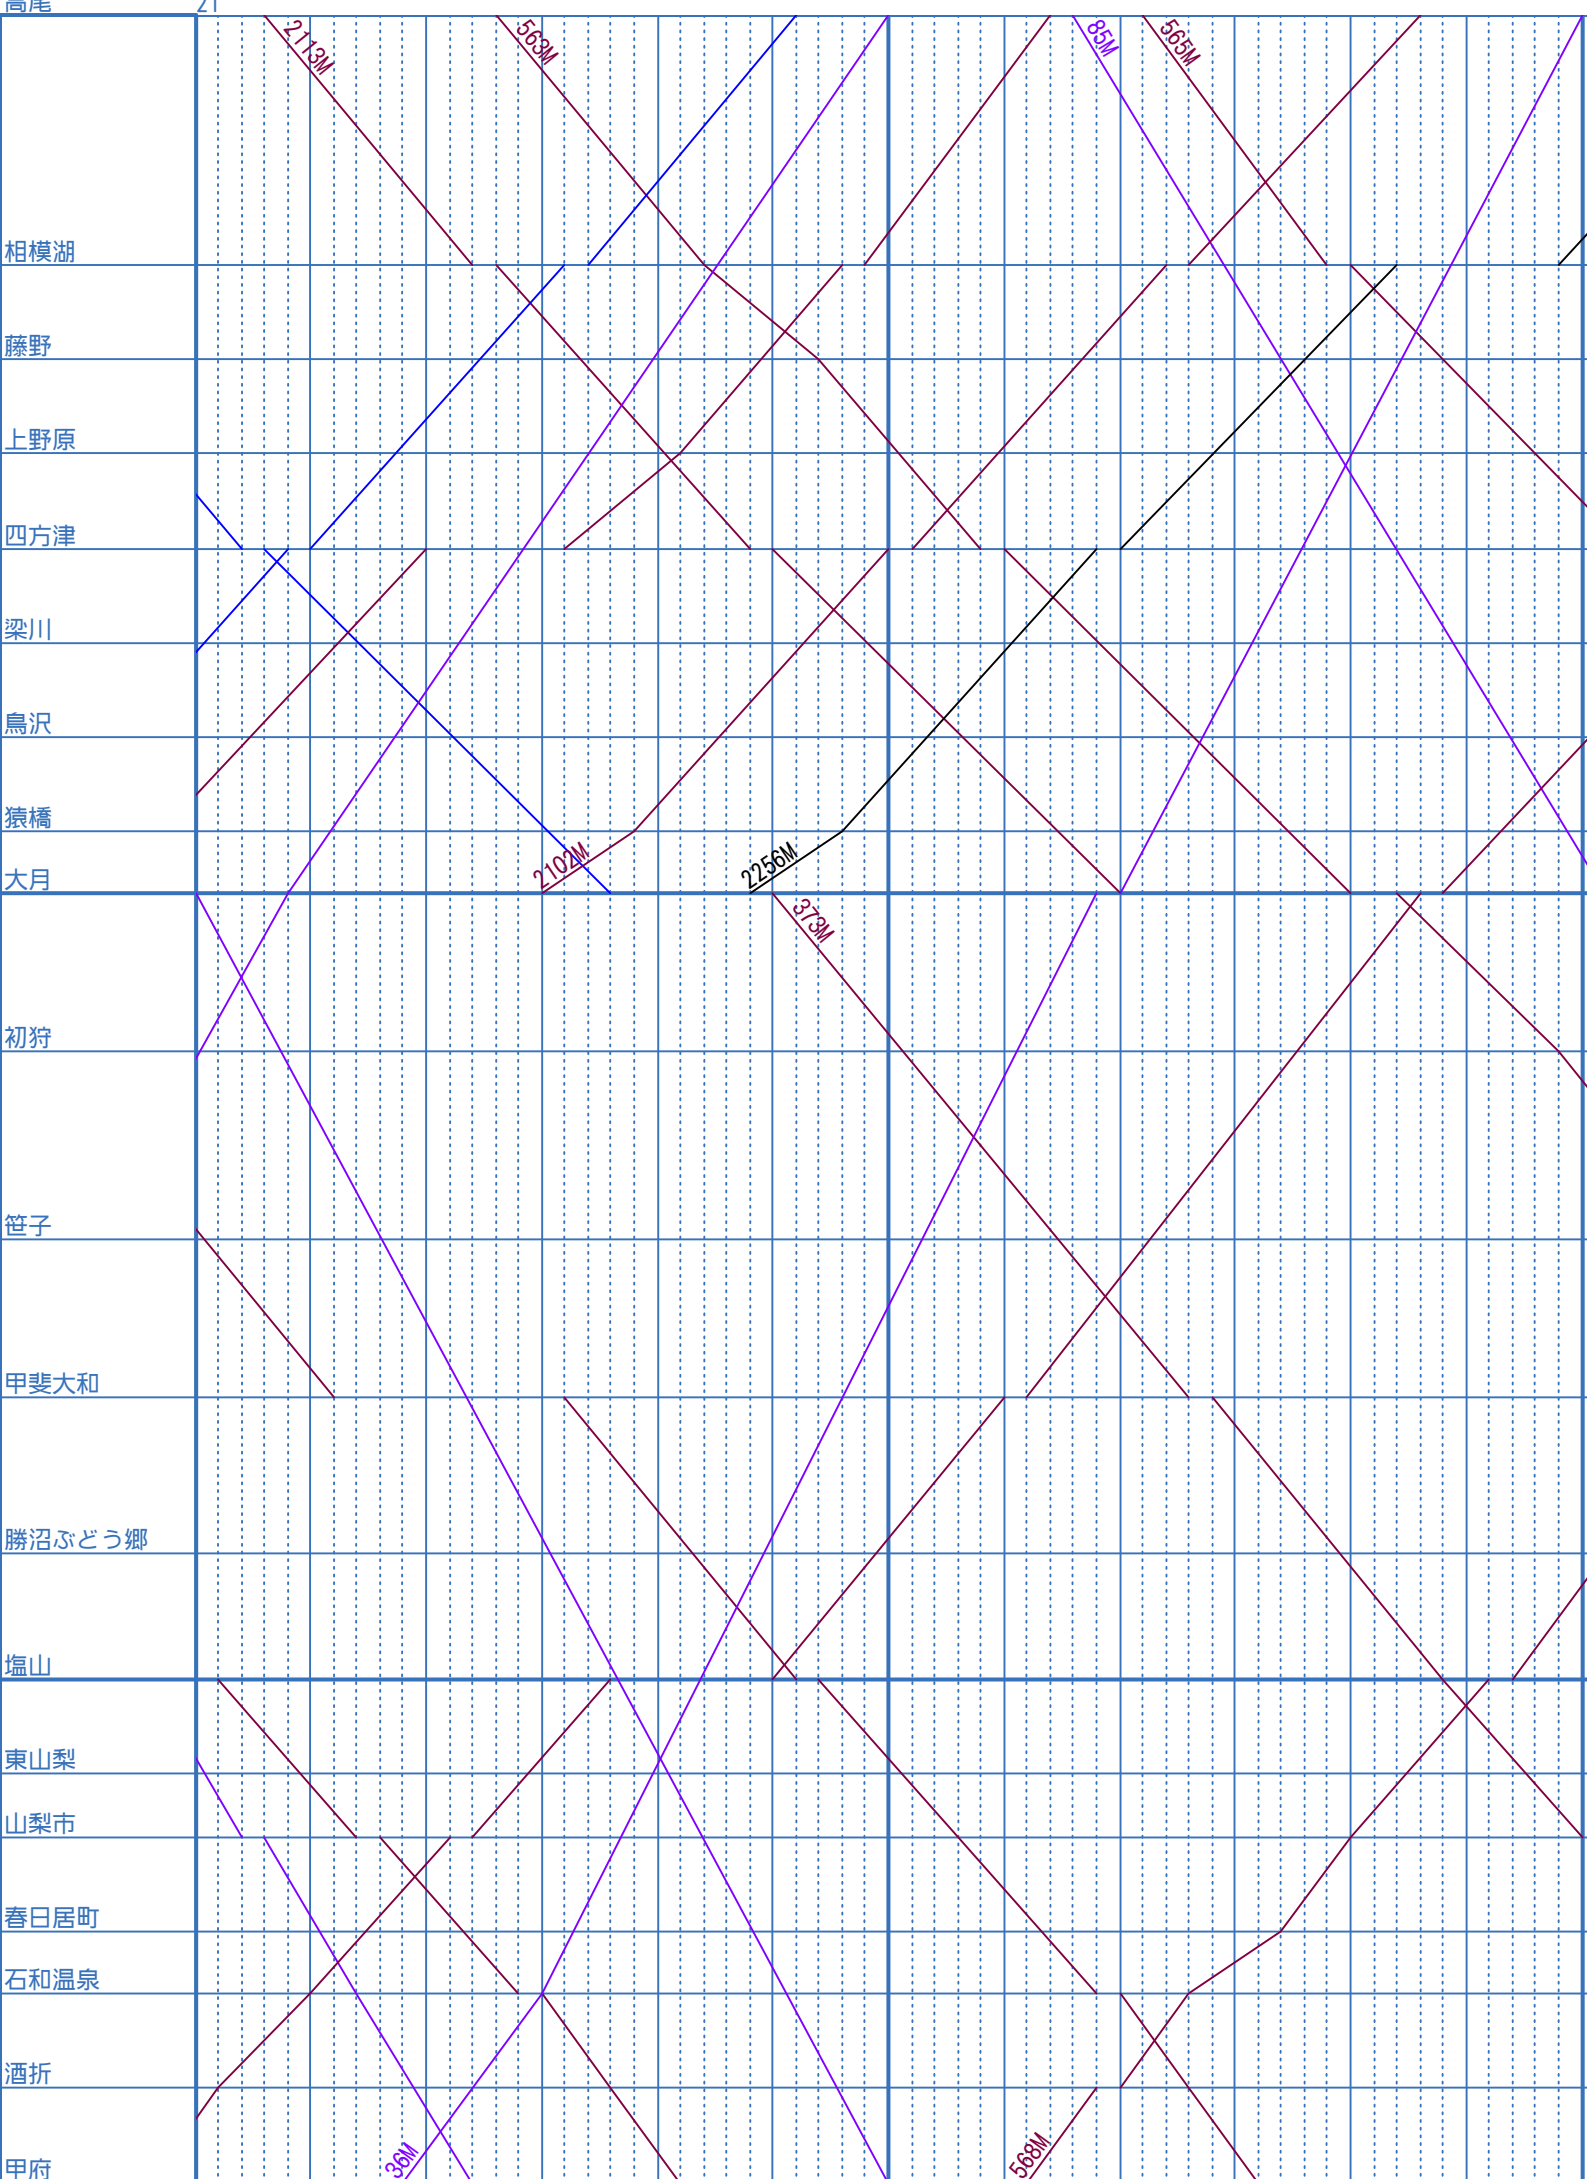 高尾
21
2113M
563M
85M
565M
相模湖
藤野
上野原
四方津
梁川
鳥沢
猿橋
2102M
2256M
大月
373M
初狩
笹子
甲斐大和
勝沼ぶどう郷
塩山
東山梨
山梨市
春日居町
石和温泉
酒折
36M
568M
甲府